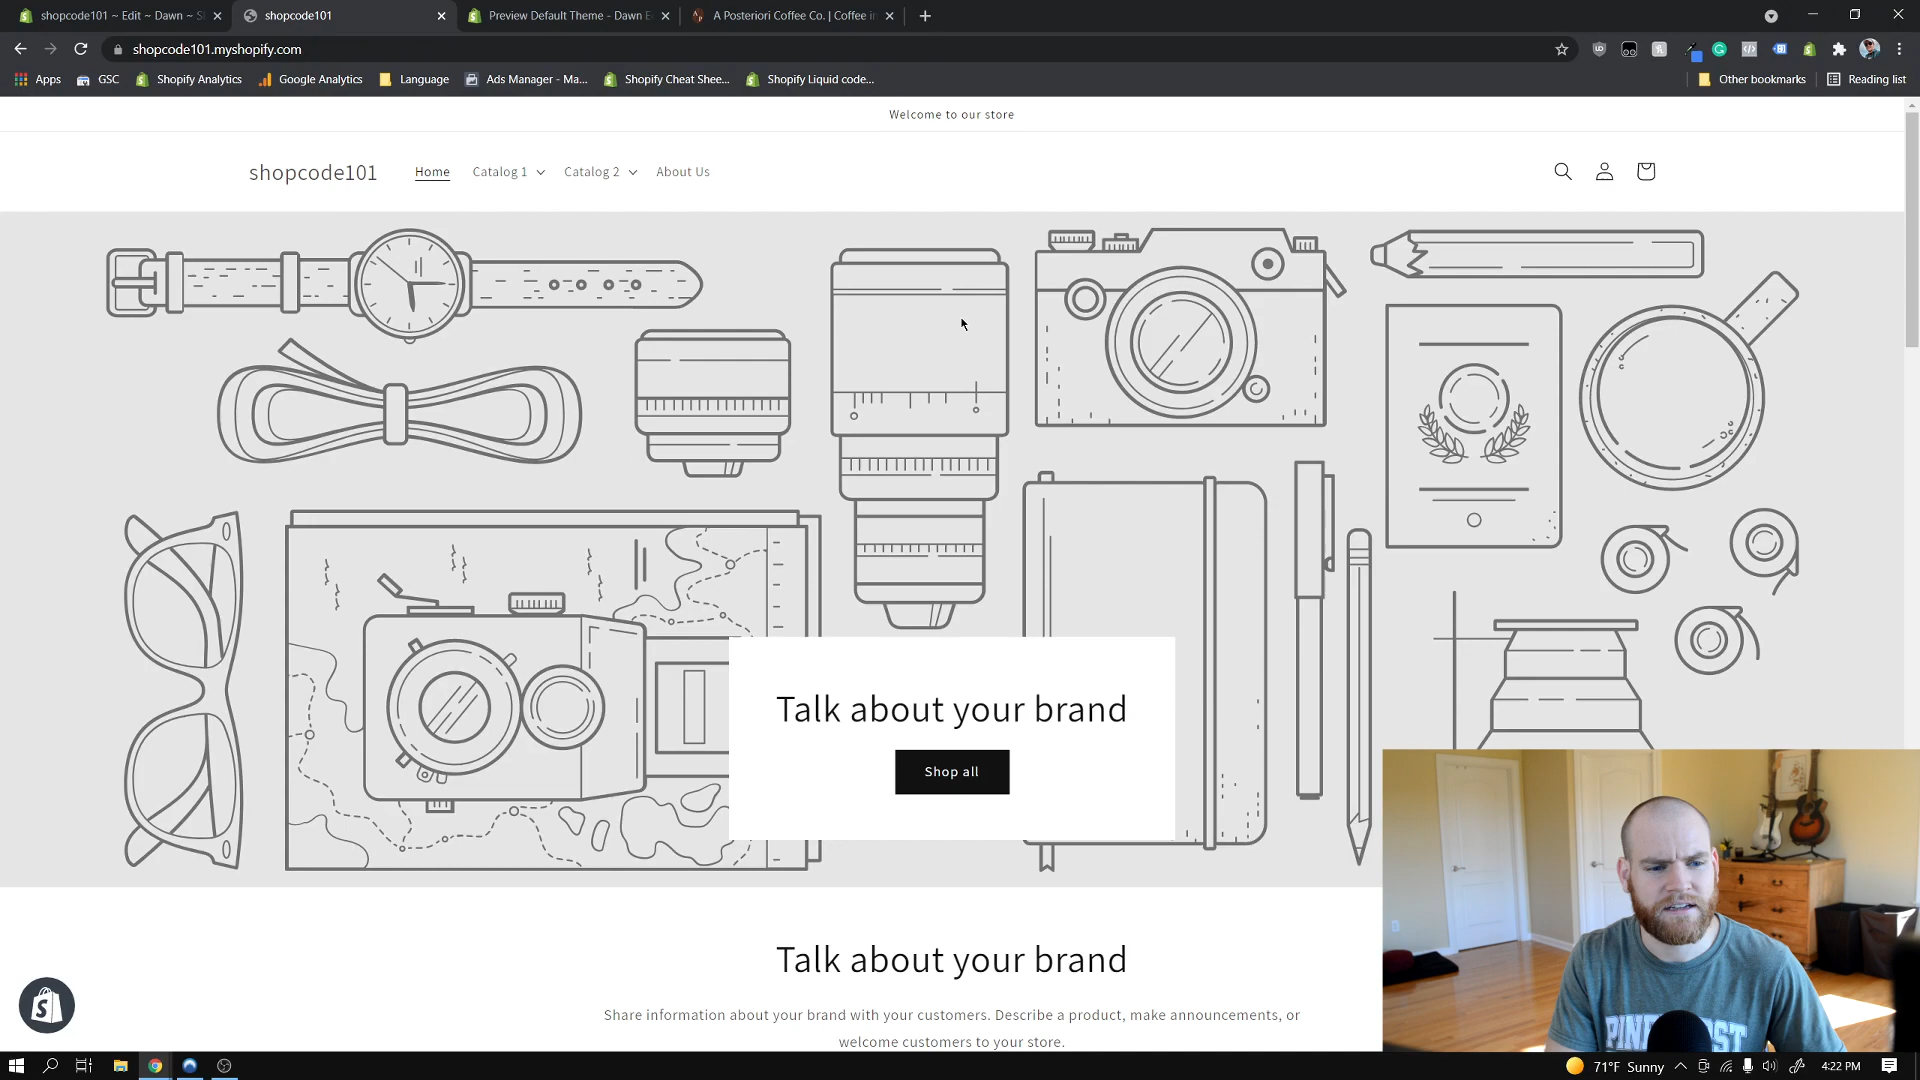 shopcode101 ~ Edit ~ Dawn ~ S
shopcode101
Preview Default Theme - Dawn E
A Posteriori Coffee Co. | Coffee i
shopcode101.myshopify.com
Apps
GSC
Shopify Analytics
Google Analytics
Language
Ads Manager - Ma...
Shopify Cheat Shee...
Shopify Liquid code...
Other bookmarks
Reading list
Welcome to our store
shopcode101
Home
Catalog 1
Catalog 2
About Us
Talk about your brand
Shop all
Talk about your brand
Share information about your brand with your customers. Describe a product, make announcements, or
welcome customers to your store.
71°F Sunny
4:22 PM